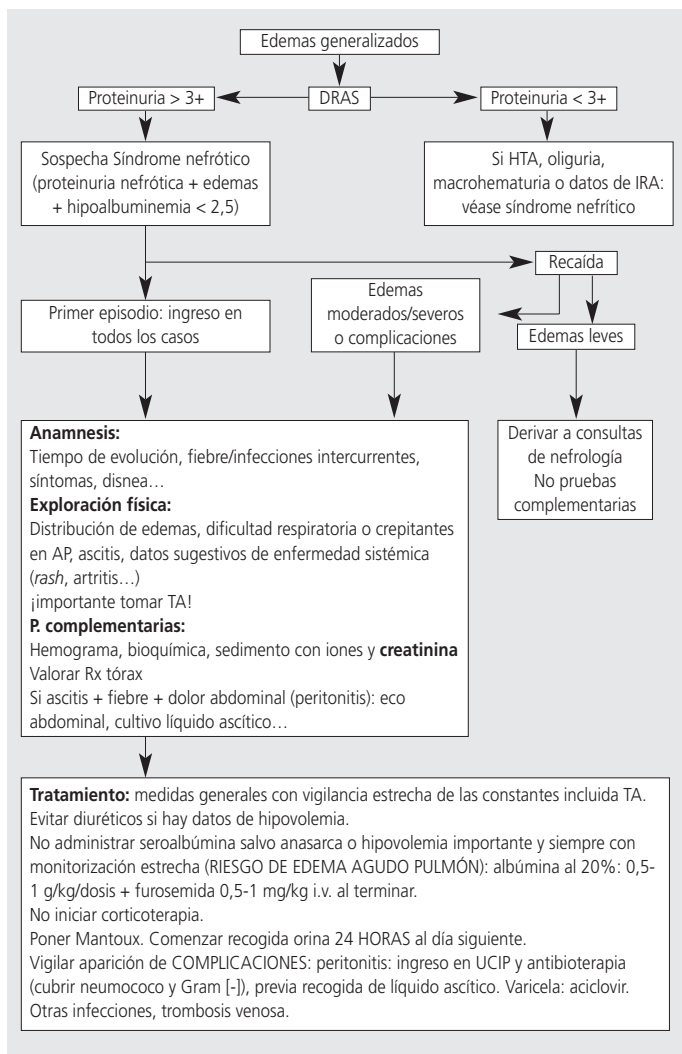 Edemas generalizados
Proteinuria > 3+
DRAS
Proteinuria < 3+
Sospecha Síndrome nefrótico
(proteinuria nefrótica + edemas
+ hipoalbuminemia < 2,5)
Si HTA, oliguria,
macrohematuria o datos de IRA:
véase síndrome nefrítico
Recaída
Primer episodio: ingreso en
todos los casos
Edemas
moderados/severos
o complicaciones
Edemas leves
Anamnesis:
Tiempo de evolución, fiebre/infecciones intercurrentes,
síntomas, disnea…
Exploración física:
Distribución de edemas, dificultad respiratoria o crepitantes
en AP, ascitis, datos sugestivos de enfermedad sistémica
(rash, artritis…)
¡importante tomar TA!
P. complementarias:
Hemograma, bioquímica, sedimento con iones y creatinina
Valorar Rx tórax
Si ascitis + fiebre + dolor abdominal (peritonitis): eco
abdominal, cultivo líquido ascítico…
Derivar a consultas
de nefrología
No pruebas
complementarias
Tratamiento: medidas generales con vigilancia estrecha de las constantes incluida TA.
Evitar diuréticos si hay datos de hipovolemia.
No administrar seroalbúmina salvo anasarca o hipovolemia importante y siempre con
monitorización estrecha (RIESGO DE EDEMA AGUDO PULMÓN): albúmina al 20%: 0,5-
1 g/kg/dosis + furosemida 0,5-1 mg/kg i.v. al terminar.
No iniciar corticoterapia.
Poner Mantoux. Comenzar recogida orina 24 HORAS al día siguiente.
Vigilar aparición de COMPLICACIONES: peritonitis: ingreso en UCIP y antibioterapia
(cubrir neumococo y Gram [-]), previa recogida de líquido ascítico. Varicela: aciclovir.
Otras infecciones, trombosis venosa.